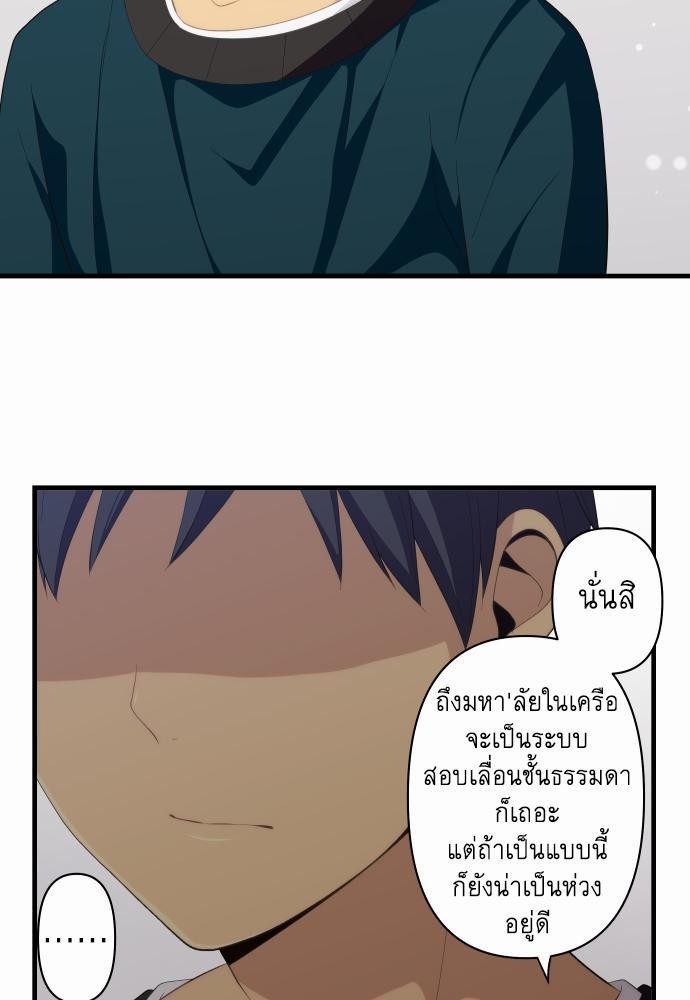 นั่นสิ
ถึงมหา'ลัยในเครือ
จะเป็นระบบ
สอบเลื่อนชั้นธรรมดา
ก็เถอะ
แต่ถ้าเป็นแบบนี้
ก็ยังน่าเป็นห่วง
อยู่ดี
......